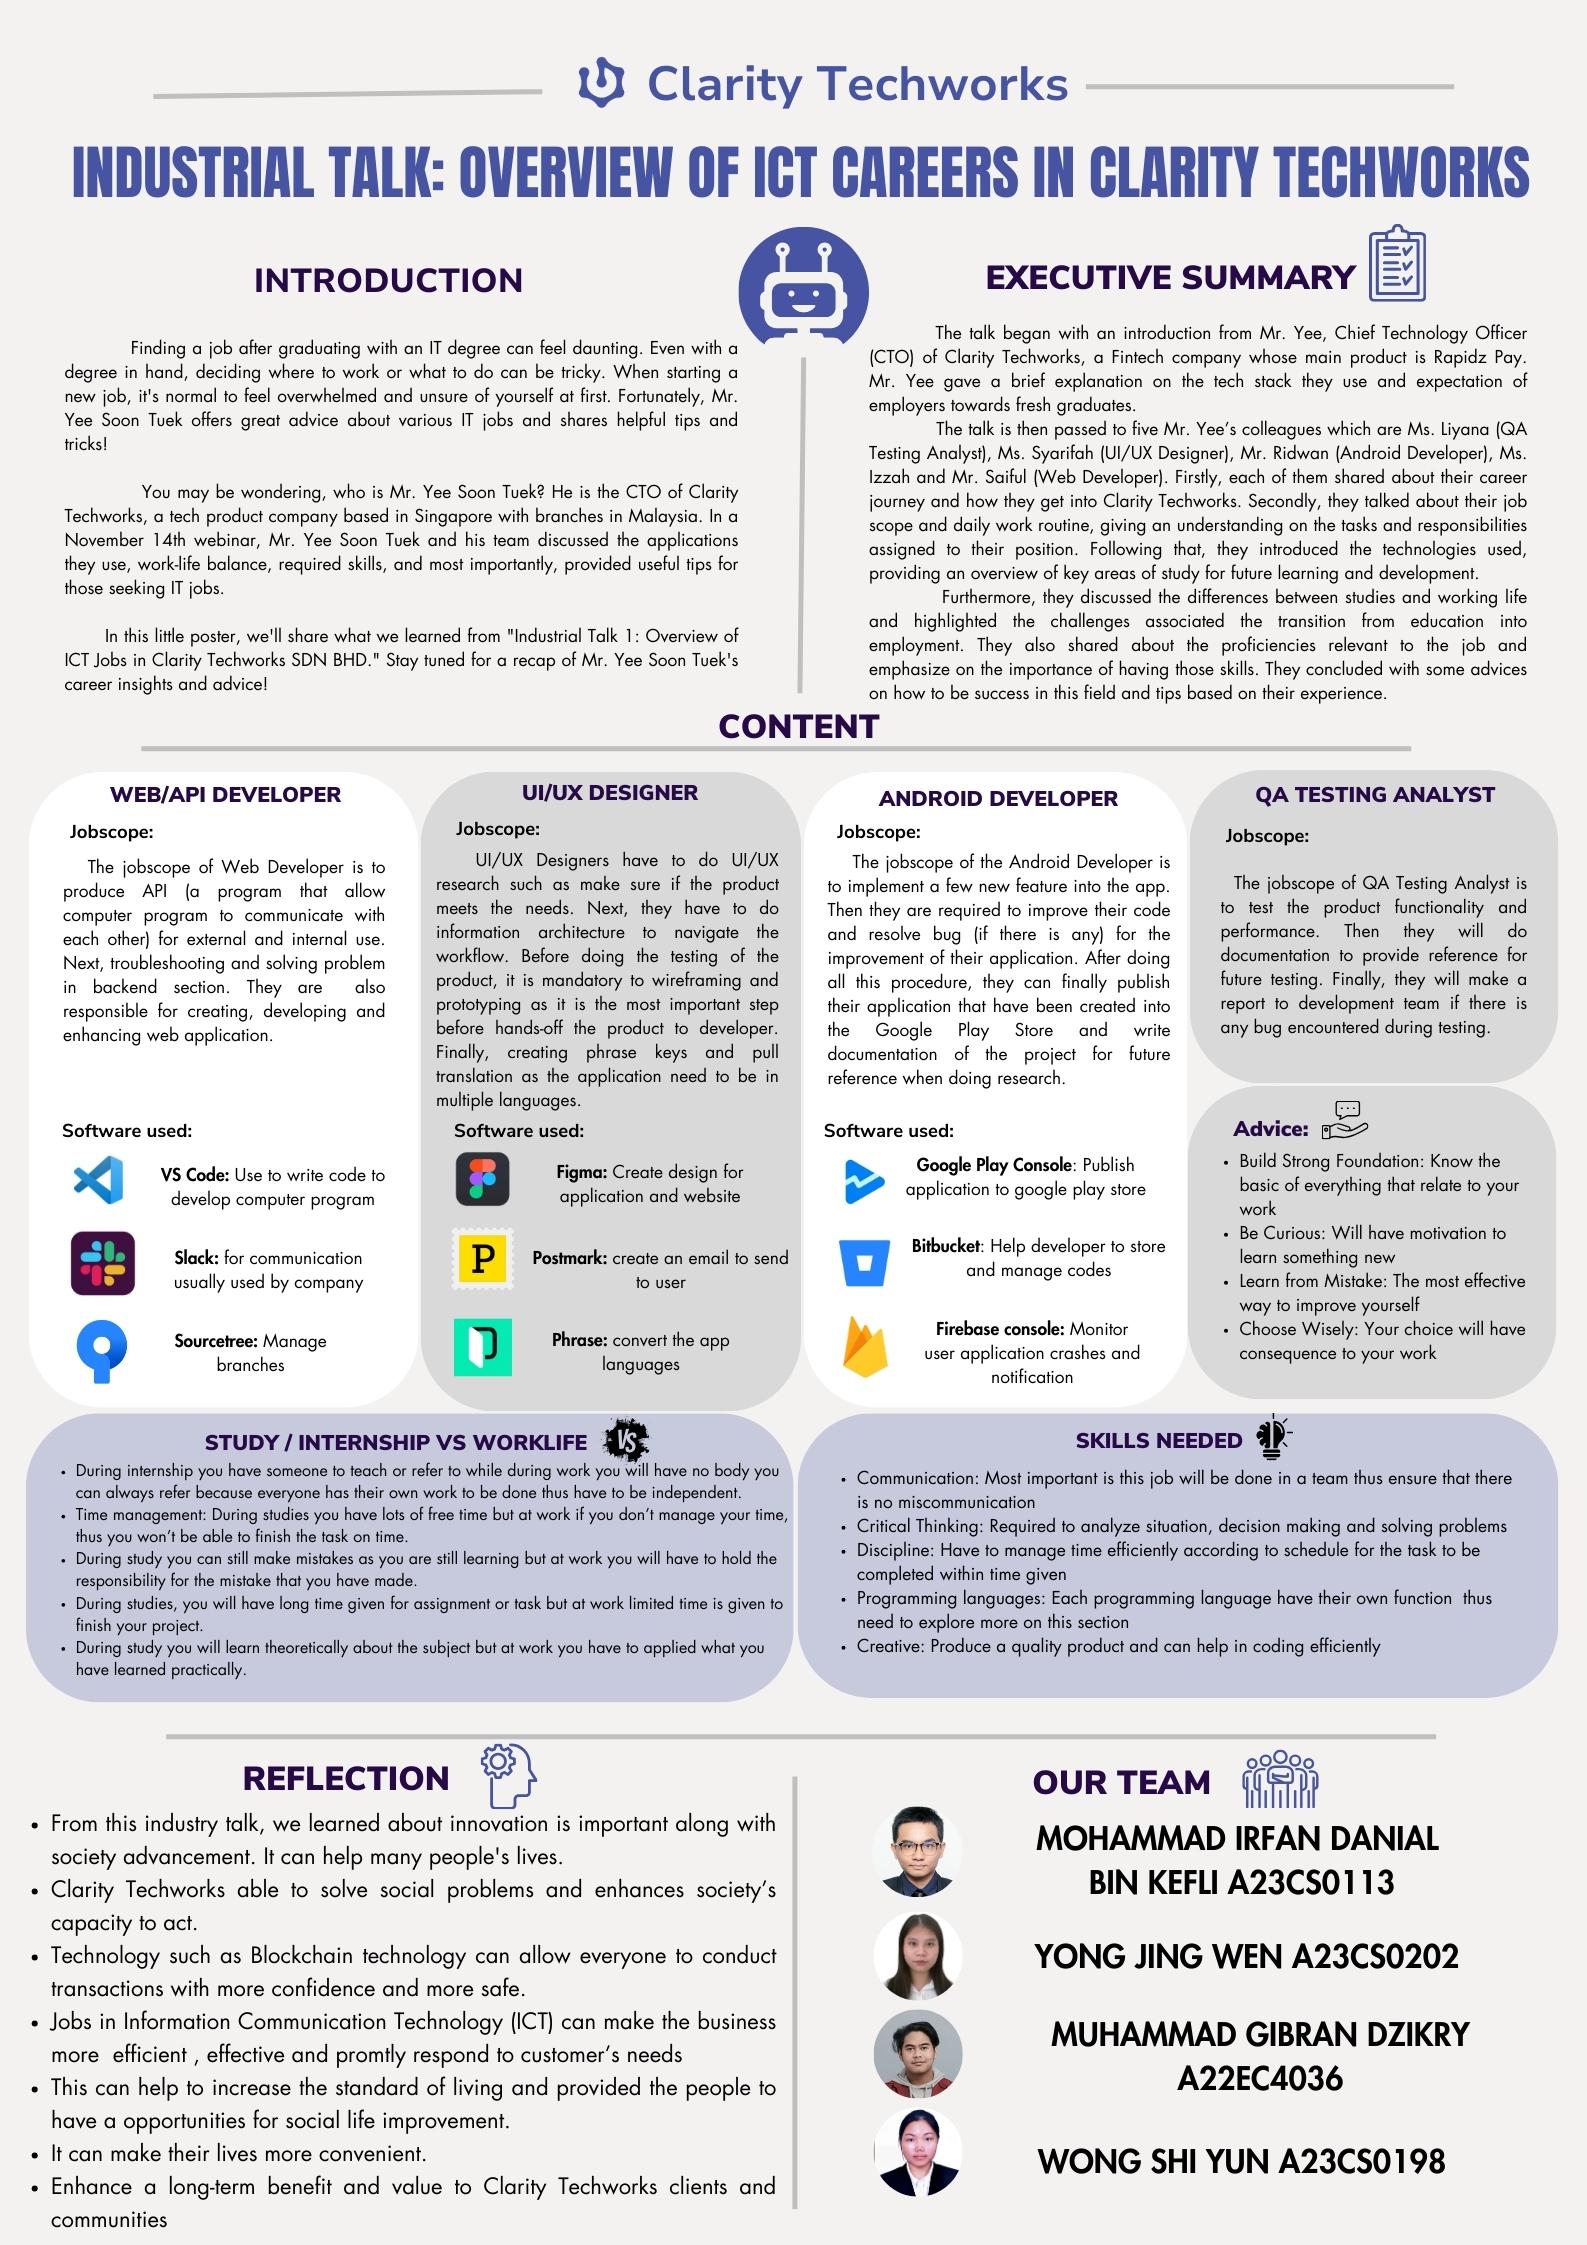 Clarity Techworks
INDUSTRIAL TALK: OVERVIEW OF ICT CAREERS IN CLARITY TECHWORKS
INTRODUCTION
Finding a job after graduating with an IT degree can feel daunting. Even with a
degree in hand, deciding where to work or what to do can be tricky. When starting a
new job, it's normal to feel overwhelmed and unsure of yourself at first. Fortunately, Mr.
Yee Soon Tuek offers great advice about various IT jobs and shares helpful tips and
tricks!
You may be wondering, who is Mr. Yee Soon Tuek? He is the CTO of Clarity
Techworks, a tech product company based in Singapore with branches in Malaysia. In a
November 14th webinar, Mr. Yee Soon Tuek and his team discussed the applications
they use, work-life balance, required skills, and most importantly, provided useful tips for
those seeking IT jobs.
In this little poster, we'll share what we learned from "Industrial Talk 1: Overview of
ICT Jobs in Clarity Techworks SDN BHD." Stay tuned for a recap of Mr. Yee Soon Tuek's
career insights and advice!
EXECUTIVE SUMMARY
The talk began with an introduction from Mr. Yee, Chief Technology Officer
(CTO) of Clarity Techworks, a Fintech company whose main product is Rapidz Pay.
Mr. Yee gave a brief explanation on the tech stack they use and expectation of
employers towards fresh graduates.
The talk is then passed to five Mr. Yee’s colleagues which are Ms. Liyana (QA
Testing Analyst), Ms. Syarifah (UI/UX Designer), Mr. Ridwan (Android Developer), Ms.
Izzah and Mr. Saiful (Web Developer). Firstly, each of them shared about their career
journey and how they get into Clarity Techworks. Secondly, they talked about their job
scope and daily work routine, giving an understanding on the tasks and responsibilities
assigned to their position. Following that, they introduced the technologies used,
providing an overview of key areas of study for future learning and development.
Furthermore, they discussed the differences between studies and working life
and highlighted the challenges associated the transition from education into
employment. They also shared about the proficiencies relevant to the job and
emphasize on the importance of having those skills. They concluded with some advices
on how to be success in this field and tips based on their experience.
CONTENT
WEB/API DEVELOPER
Jobscope:
The jobscope of Web Developer is to
produce API (a program that allow
computer program to communicate with
each other) for external and internal use.
Next, troubleshooting and solving problem
in backend section. They are also
responsible for creating, developing and
enhancing web application.
Software used:
VS Code: Use to write code to
develop computer program
Slack: for communication
usually used by company
Sourcetree: Manage
branches
UI/UX DESIGNER
Jobscope:
UI/UX Designers have to do UI/UX
research such as make sure if the product
meets the needs. Next, they have to do
information architecture to navigate the
workflow. Before doing the testing of the
product, it is mandatory to wireframing and
prototyping as it is the most important step
before hands-off the product to developer.
Finally, creating phrase keys and pull
translation as the application need to be in
multiple languages.
Software used:
Figma: Create design for
application and website
P
Postmark: create an email to send
to user
Phrase: convert the app
languages
ANDROID DEVELOPER
Jobscope:
The jobscope of the Android Developer is
to implement a few new feature into the app.
Then they are required to improve their code
and resolve bug (if there is any) for the
improvement of their application. After doing
all this procedure, they can finally publish
their application that have been created into
the Google Play Store and write
documentation of the project for future
reference when doing research.
Software used:
Google Play Console: Publish
application to google play store
Bitbucket: Help developer to store
and manage codes
Firebase console: Monitor
user application crashes and
notification
QA TESTING ANALYST
Jobscope:
The jobscope of QA Testing Analyst is
to test the product functionality and
performance. Then they will do
documentation to provide reference for
future testing. Finally, they will make a
report to development team if there is
any bug encountered during testing.
Advice:
• Build Strong Foundation: Know the
basic of everything that relate to your
work
• Be Curious: Will have motivation to
learn something new
• Learn from Mistake: The most effective
way to improve yourself
• Choose Wisely: Your choice will have
consequence to your work
STUDY / INTERNSHIP VS WORKLIFE
VS
• During internship you have someone to teach or refer to while during work you will have no body you
can always refer because everyone has their own work to be done thus have to be independent.
• Time management: During studies you have lots of free time but at work if you don’t manage your time,
thus you won’t be able to finish the task on time.
• During study you can still make mistakes as you are still learning but at work you will have to hold the
responsibility for the mistake that you have made.
• During studies, you will have long time given for assignment or task but at work limited time is given to
finish your project.
• During study you will learn theoretically about the subject but at work you have to applied what you
have learned practically.
SKILLS NEEDED
• Communication: Most important is this job will be done in a team thus ensure that there
is no miscommunication
• Critical Thinking: Required to analyze situation, decision making and solving problems
• Discipline: Have to manage time efficiently according to schedule for the task to be
completed within time given
• Programming languages: Each programming language have their own function thus
need to explore more on this section
• Creative: Produce a quality product and can help in coding efficiently
REFLECTION
• From this industry talk, we learned about innovation is important along with
society advancement. It can help many people's lives.
• Clarity Techworks able to solve social problems and enhances society’s
capacity to act.
• Technology such as Blockchain technology can allow everyone to conduct
transactions with more confidence and more safe.
• Jobs in Information Communication Technology (ICT) can make the business
more efficient , effective and promtly respond to customer’s needs
• This can help to increase the standard of living and provided the people to
have a opportunities for social life improvement.
• It can make their lives more convenient.
• Enhance a long-term benefit and value to Clarity Techworks clients and
communities
OUR TEAM
MOHAMMAD IRFAN DANIAL
BIN KEFLI A23CS0113
YONG JING WEN A23CS0202
MUHAMMAD GIBRAN DZIKRY
A22EC4036
WONG SHI YUN A23CS0198